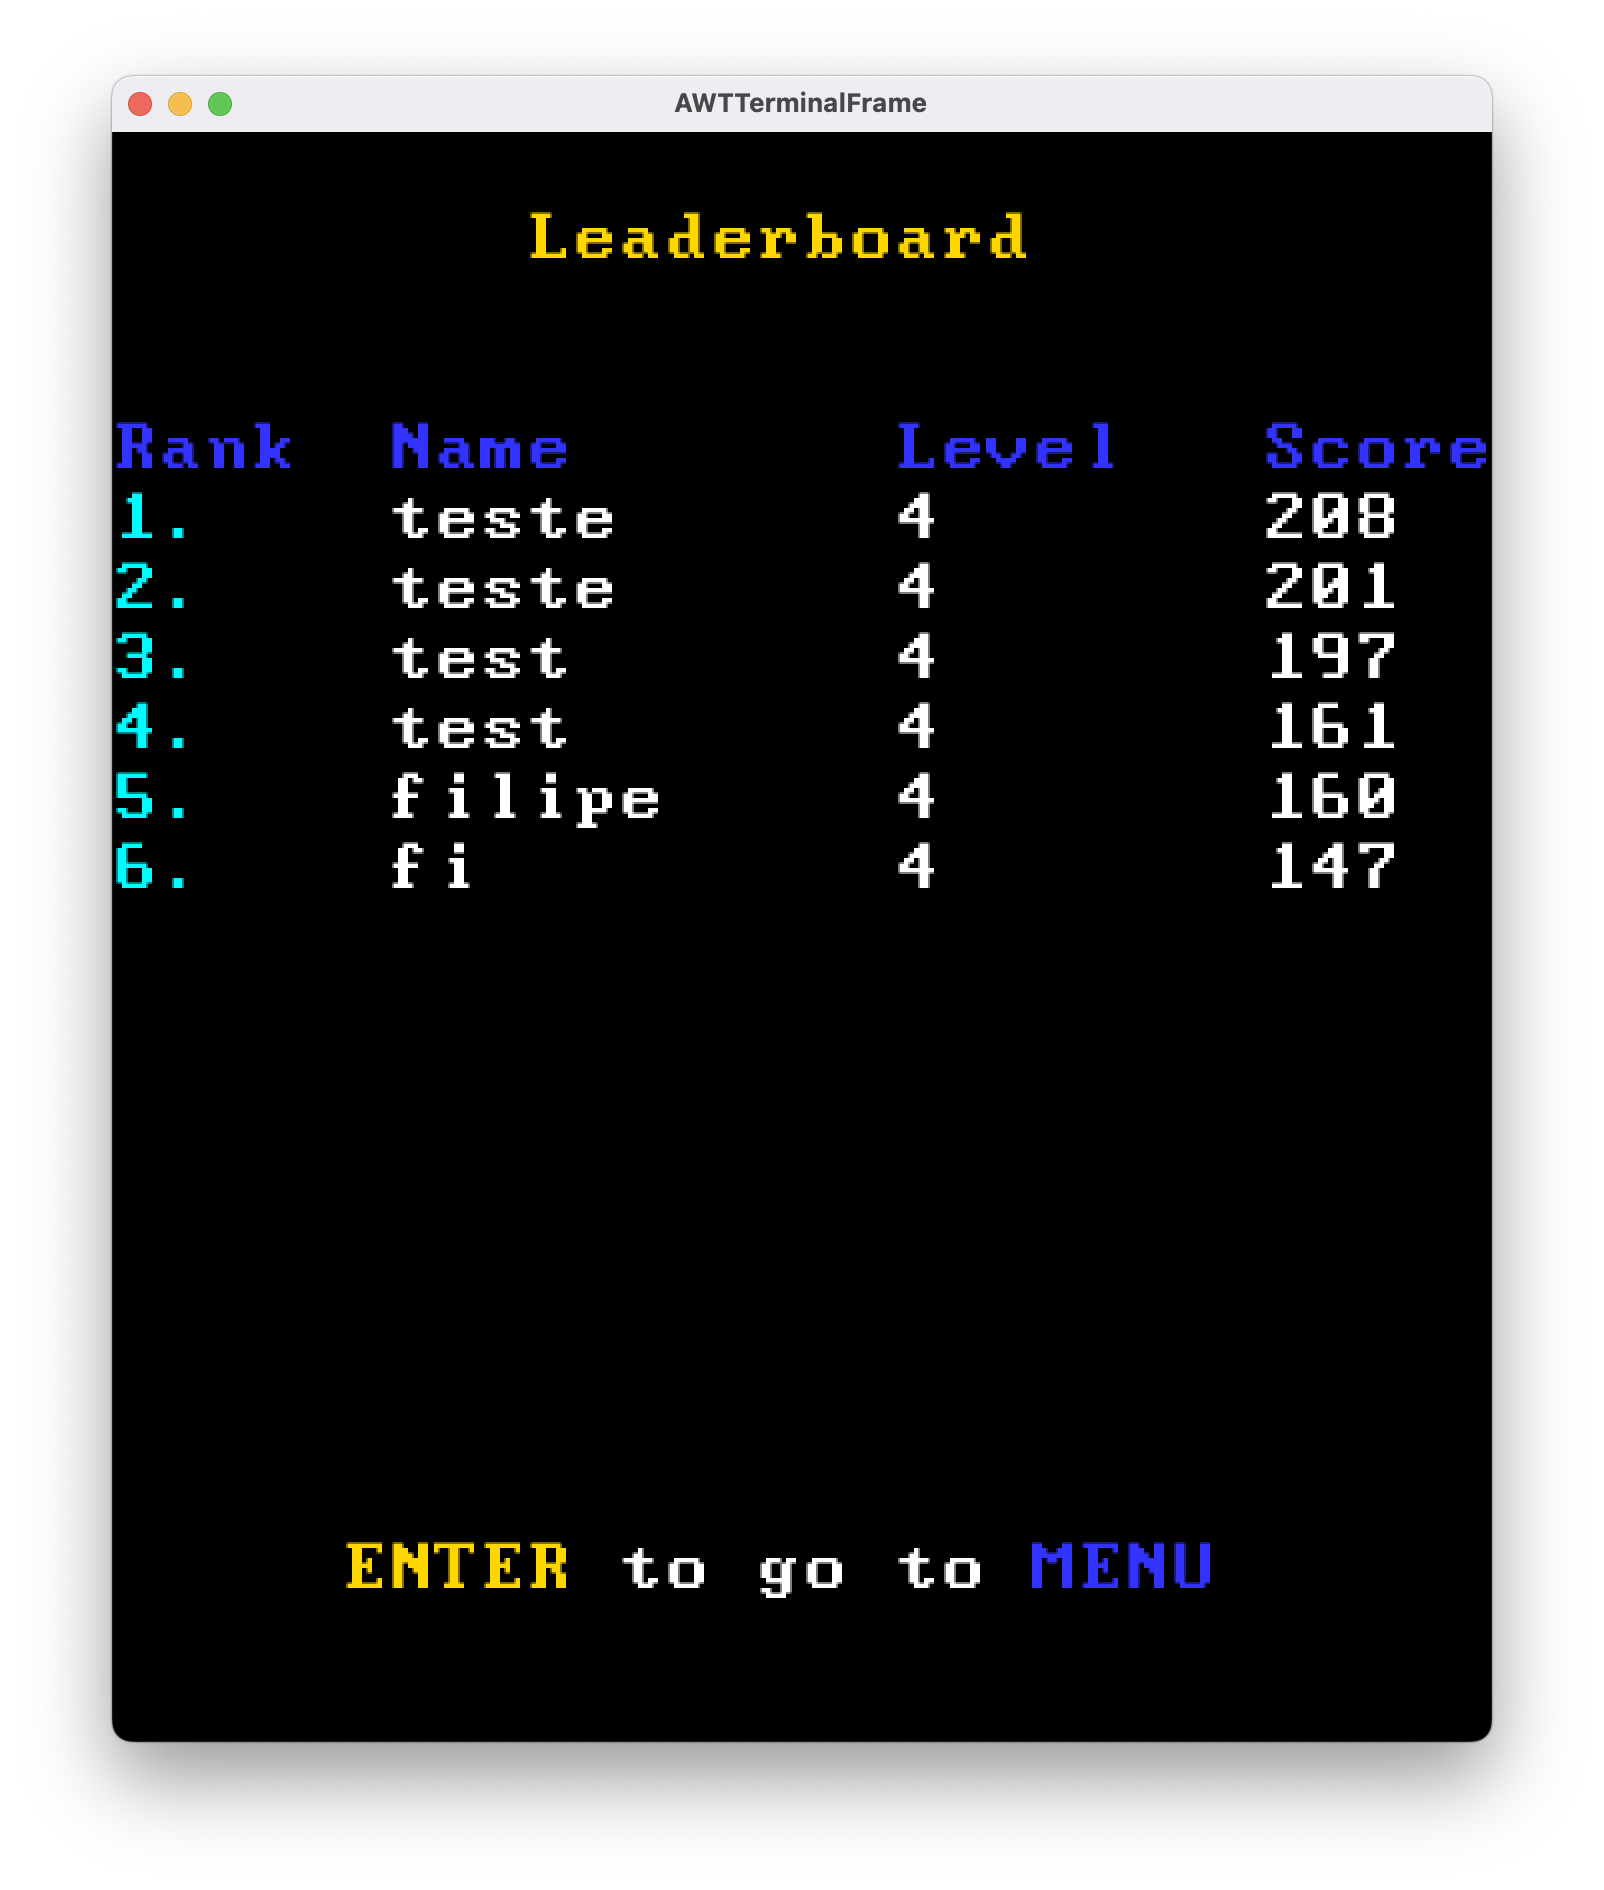 AWTTerminalFrame
Leaderboard
Rank Name Level Score
1. teste 4 208
2. teste 4 201
3. test 4 197
4. test 4 161
5. filipe 4 160
6. fi 4 147
ENTER to go to MENU